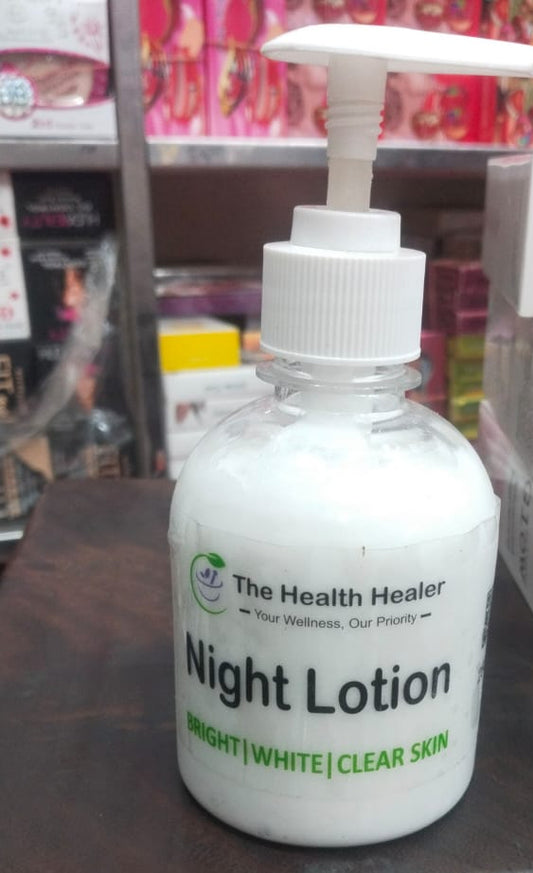 The Health Healer
Your Wellness, Our Priority
Night Lotion
BRIGHT|WHITE|CLEAR SKIN